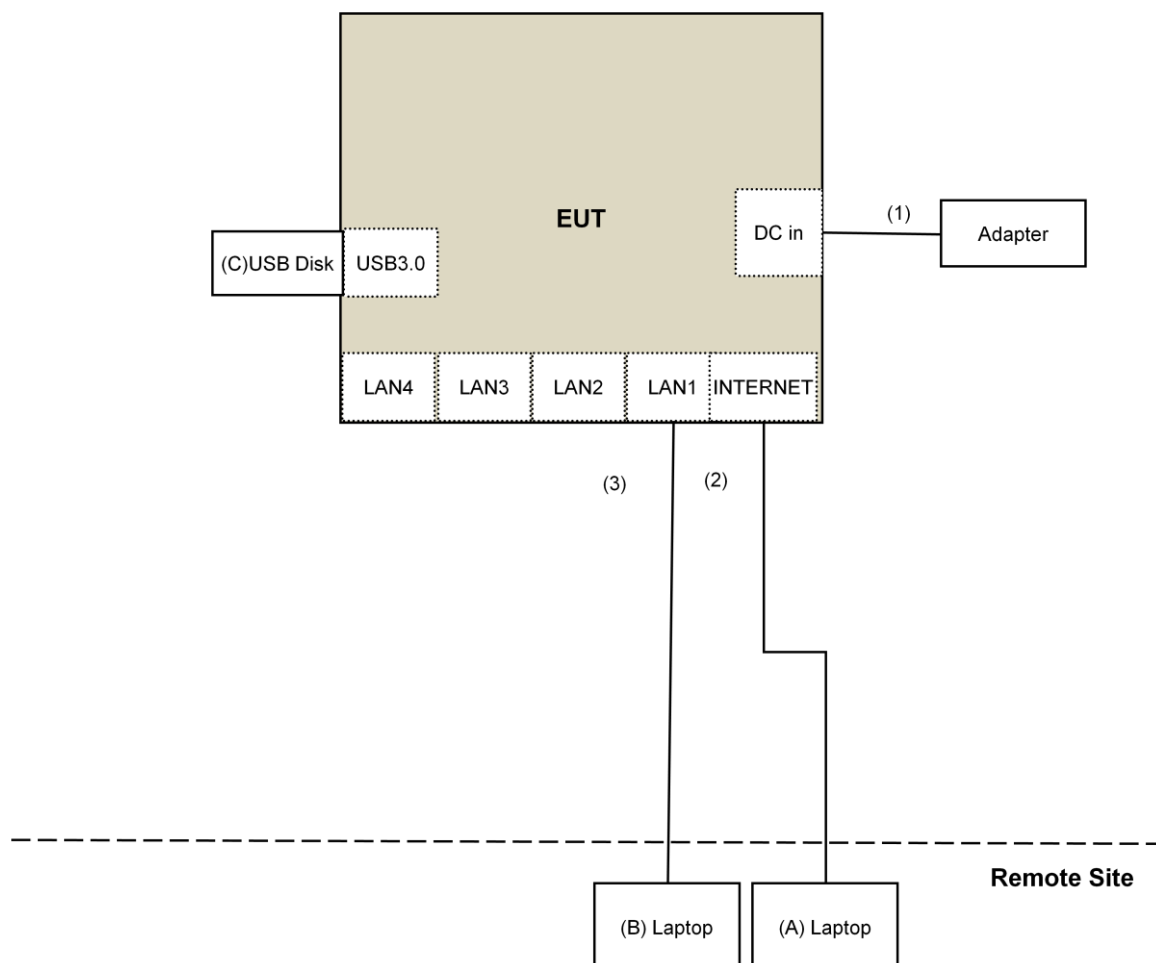 EUT
(1)
DC in
Adapter
(C)USB Disk
USB3.0
LAN4
LAN3
LAN2
LAN1
INTERNET
(3)
(2)
Remote Site
(B) Laptop
(A) Laptop